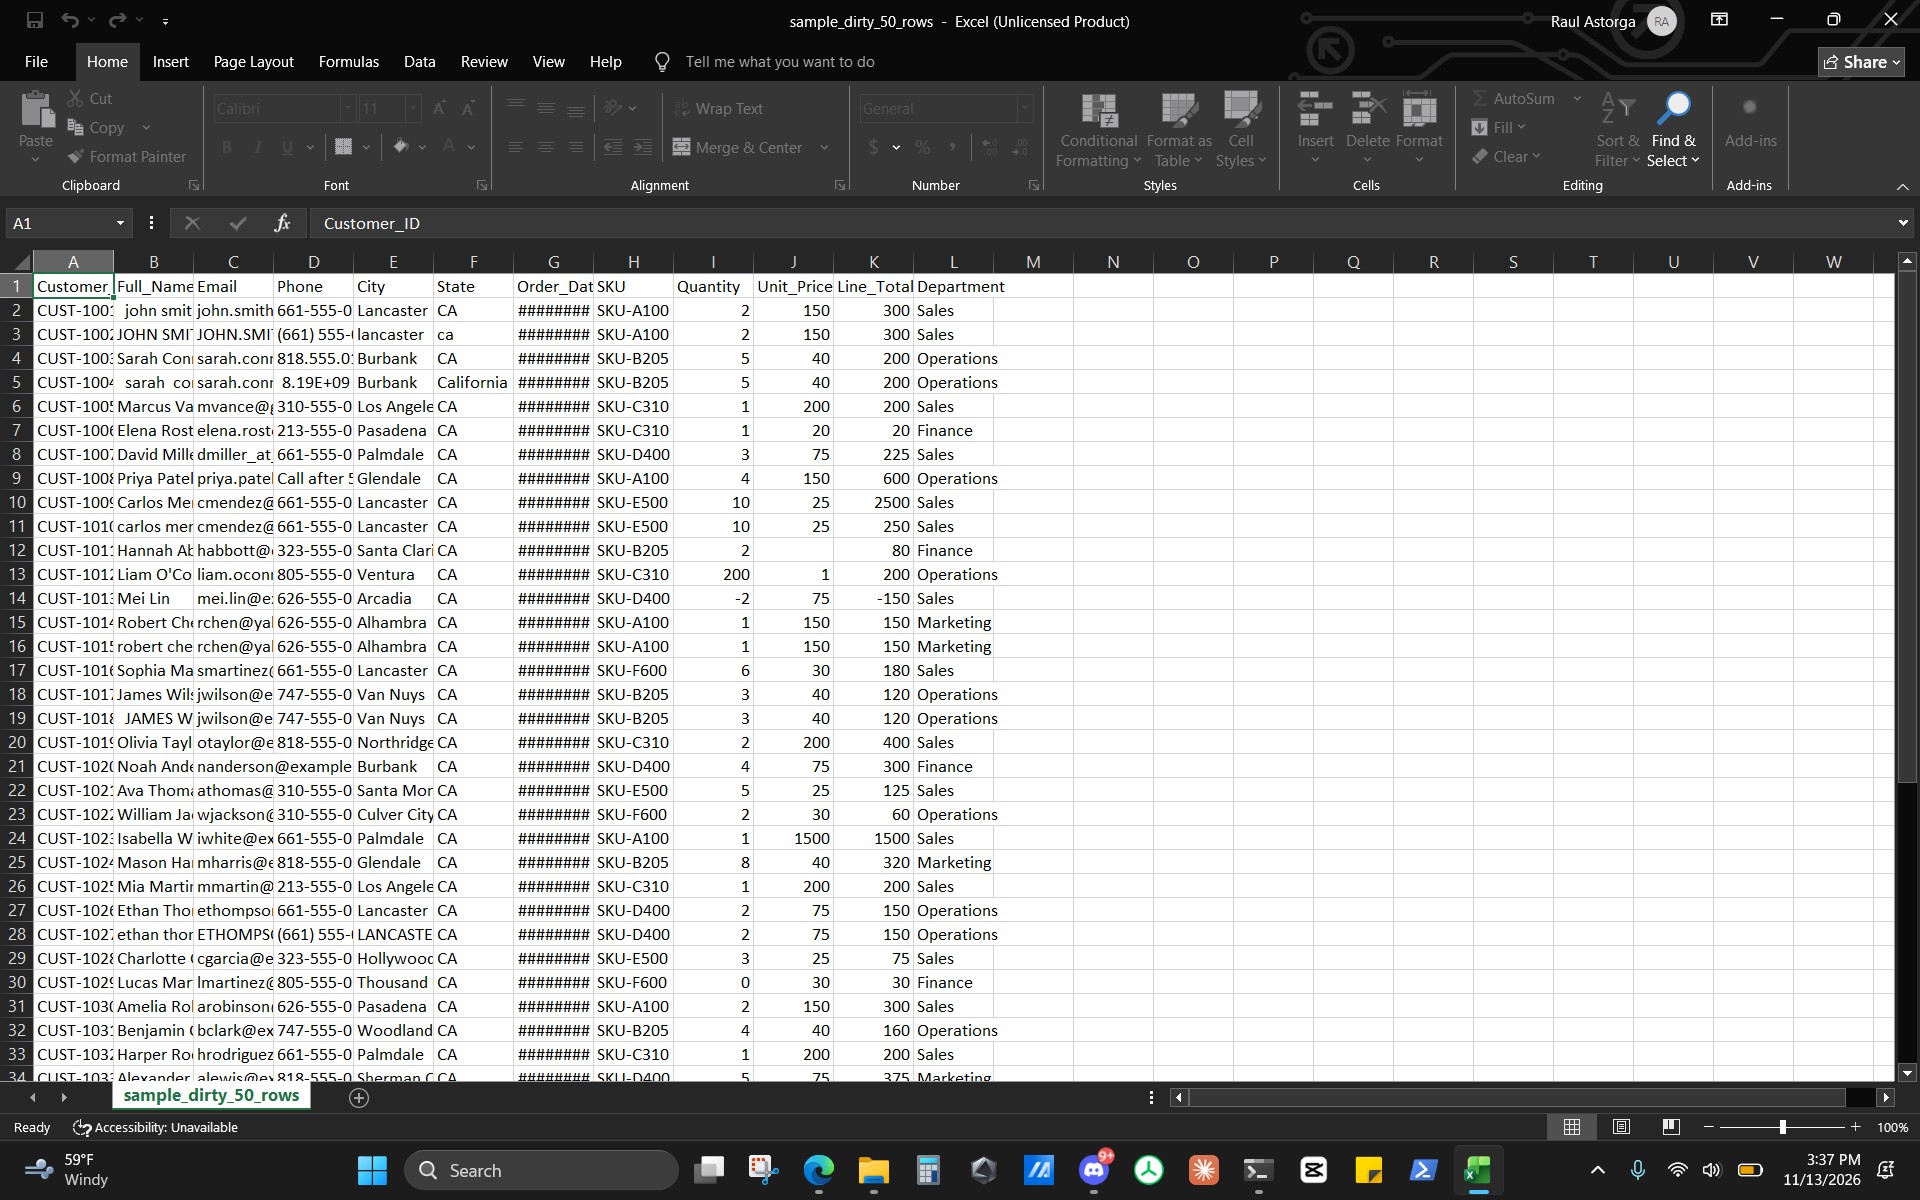 sample_dirty_50_rows - Excel (Unlicensed Product) Raul Astorga RA
File Home Insert Page Layout Formulas Data Review View Help Tell me what you want to do Share
Paste Cut Copy Format Painter Clipboard
Calibri 11 B I U A Font
Wrap Text Merge & Center Alignment
General $ % , Number
Conditional Formatting Format as Table Cell Styles Styles
Insert Delete Format Cells
AutoSum Fill Clear Sort & Filter Find & Select Editing
Add-ins Add-ins
A1 fx Customer_ID
A B C D E F G H I J K L M N O P Q R S T U V W
1 Customer_ Full_Name Email Phone City State Order_Dat SKU Quantity Unit_Price Line_Total Department
2 CUST-1001 john smit john.smith 661-555-0 Lancaster CA ######## SKU-A100 2 150 300 Sales
3 CUST-1002 JOHN SMI JOHN.SMI (661) 555- lancaster ca ######## SKU-A100 2 150 300 Sales
4 CUST-1003 Sarah Con sarah.conn 818.555.01 Burbank CA ######## SKU-B205 5 40 200 Operations
5 CUST-1004 sarah co sarah.conn 8.19E+09 Burbank California ######## SKU-B205 5 40 200 Operations
6 CUST-1005 Marcus Va mvance@g 310-555-0 Los Angele CA ######## SKU-C310 1 200 200 Sales
7 CUST-1006 Elena Rost elena.rost 213-555-0 Pasadena CA ######## SKU-C310 1 20 20 Finance
8 CUST-1007 David Mille dmiller_at_ 661-555-0 Palmdale CA ######## SKU-D400 3 75 225 Sales
9 CUST-1008 Priya Patel priya.patel Call after 5 Glendale CA ######## SKU-A100 4 150 600 Operations
10 CUST-1009 Carlos Me cmendez@ 661-555-0 Lancaster CA ######## SKU-E500 10 25 2500 Sales
11 CUST-1010 carlos mer cmendez@ 661-555-0 Lancaster CA ######## SKU-E500 10 25 250 Sales
12 CUST-1011 Hannah Ab habbott@ 323-555-0 Santa Clari CA ######## SKU-B205 2 80 Finance
13 CUST-1012 Liam O'Co liam.oconn 805-555-0 Ventura CA ######## SKU-C310 200 1 200 Operations
14 CUST-1013 Mei Lin mei.lin@e 626-555-0 Arcadia CA ######## SKU-D400 -2 75 -150 Sales
15 CUST-1014 Robert Che rchen@ya 626-555-0 Alhambra CA ######## SKU-A100 1 150 150 Marketing
16 CUST-1015 robert che rchen@ya 626-555-0 Alhambra CA ######## SKU-A100 1 150 150 Marketing
17 CUST-1016 Sophia Ma smartinez@ 661-555-0 Lancaster CA ######## SKU-F600 6 30 180 Sales
18 CUST-1017 James Wils jwilson@e 747-555-0 Van Nuys CA ######## SKU-B205 3 40 120 Operations
19 CUST-1018 JAMES W jwilson@e 747-555-0 Van Nuys CA ######## SKU-B205 3 40 120 Operations
20 CUST-1019 Olivia Tayl otaylor@e 818-555-0 Northridge CA ######## SKU-C310 2 200 400 Sales
21 CUST-1020 Noah Ande nanderson@example Burbank CA ######## SKU-D400 4 75 300 Finance
22 CUST-1021 Ava Thoma athomas@ 310-555-0 Santa Mon CA ######## SKU-E500 5 25 125 Sales
23 CUST-1022 William Ja wjackson@ 310-555-0 Culver City CA ######## SKU-F600 2 30 60 Operations
24 CUST-1023 Isabella W iwhite@ex 661-555-0 Palmdale CA ######## SKU-A100 1 1500 1500 Sales
25 CUST-1024 Mason Ha mharris@e 818-555-0 Glendale CA ######## SKU-B205 8 40 320 Marketing
26 CUST-1025 Mia Martin mmartin@ 213-555-0 Los Angele CA ######## SKU-C310 1 200 200 Sales
27 CUST-1026 Ethan Tho ethompso 661-555-0 Lancaster CA ######## SKU-D400 2 75 150 Operations
28 CUST-1027 ethan thor ETHOMPS (661) 555- LANCASTE CA ######## SKU-D400 2 75 150 Operations
29 CUST-1028 Charlotte cgarcia@e 323-555-0 Hollywood CA ######## SKU-E500 3 25 75 Sales
30 CUST-1029 Lucas Mar lmartinez@ 805-555-0 Thousand CA ######## SKU-F600 0 30 30 Finance
31 CUST-1030 Amelia Ro arobinson 626-555-0 Pasadena CA ######## SKU-A100 2 150 300 Sales
32 CUST-1031 Benjamin bclark@ex 747-555-0 Woodland CA ######## SKU-B205 4 40 160 Operations
33 CUST-1032 Harper Ro hrodriguez 661-555-0 Palmdale CA ######## SKU-C310 1 200 200 Sales
34 CUST-1033 Alexander alewis@ex 818-555-0 Sherman CA ######## SKU-D400 5 75 375 Marketing
sample_dirty_50_rows
Ready Accessibility: Unavailable 100%
59°F
Windy
Search
9+
3:37 PM
11/13/2026